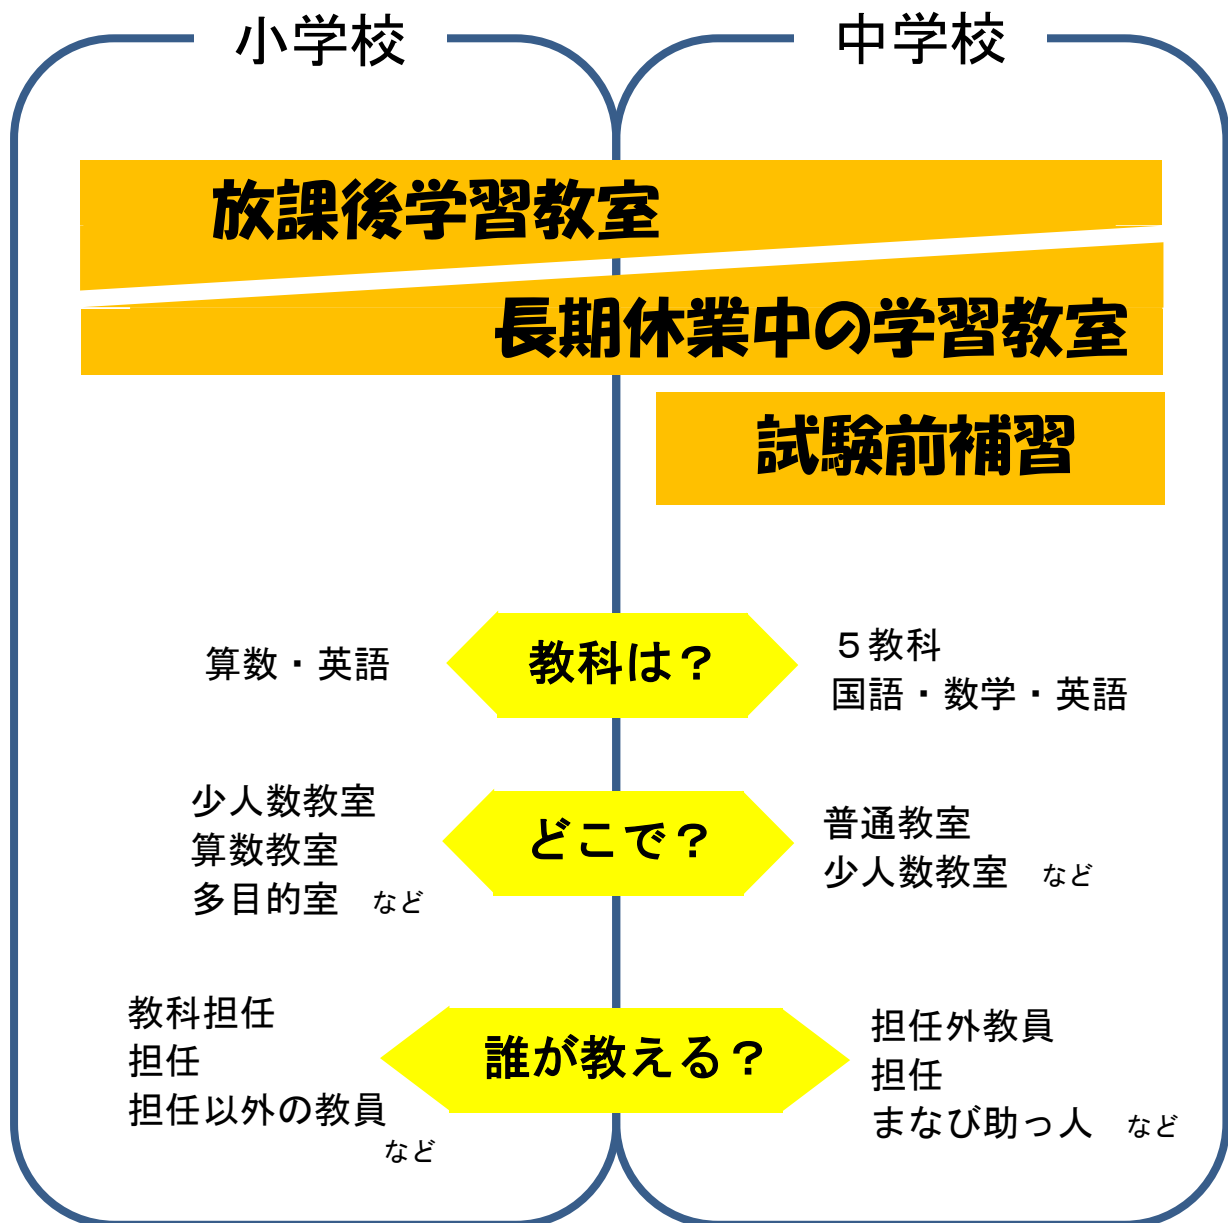 小学校
中学校
放課後学習教室
長期休業中の学習教室
試験前補習
算数・英語
教科は？
５教科
国語・数学・英語
少人数教室
算数教室
多目的室　など
どこで？
普通教室
少人数教室　など
教科担任
担任
担任以外の教員
など
誰が教える？
担任外教員
担任
まなび助っ人　など